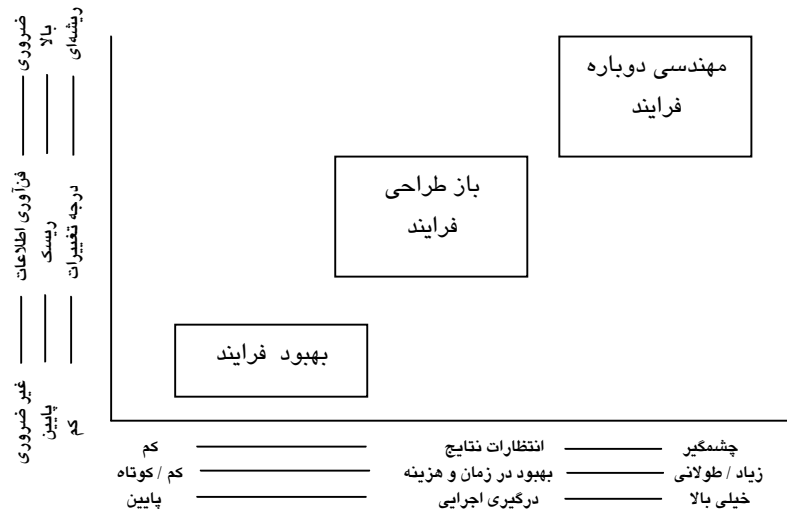 مهندسی دوباره
فرایند
باز طراحی
فرایند
بهبود فرایند
ضروری
فن‌آوری اطلاعات
غیر ضروری
بالا
ریسک
پایین
ریشه‌ای
درجه تغییرات
کم
چشمگیر انتظارات نتایج کم
زیاد / طولانی بهبود در زمان و هزینه کم / کوتاه
خیلی بالا درگیری اجرایی پایین